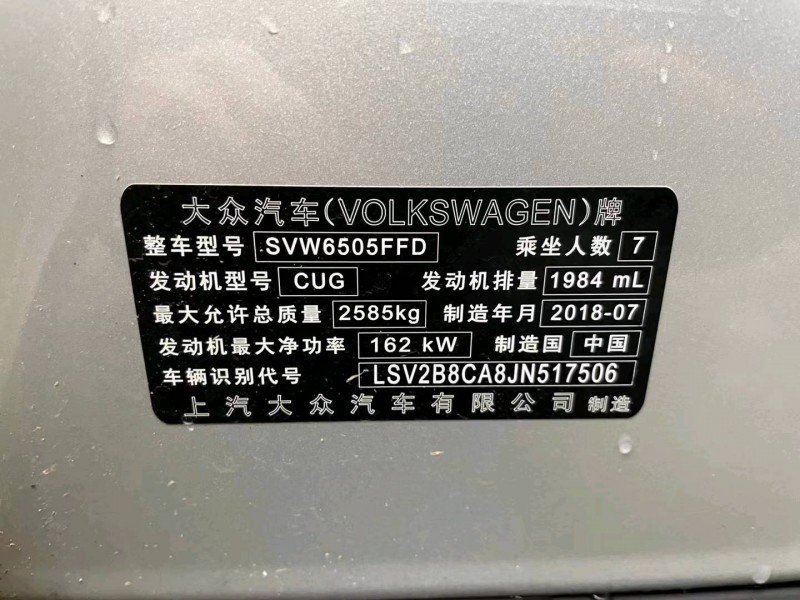 大众汽车(VOLKSWAGEN)牌
整车型号 SVW6505FFD 乘坐人数 7
发动机型号 CUG 发动机排量 1984 mL
最大允许总质量 2585kg 制造年月 2018-07
发动机最大净功率 162 kW 制造国 中国
车辆识别代号 LSV2B8CA8JN517506
上汽大众汽车有限公司 制造